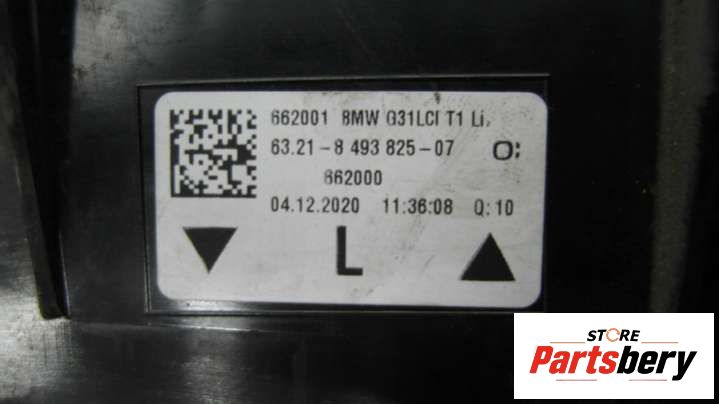 662001 BMW G31LCI T1 Li.
63.21-8 493 825-07 O:
662000
04.12.2020 11:36:08 Q:10
L
STORE
Partsbery